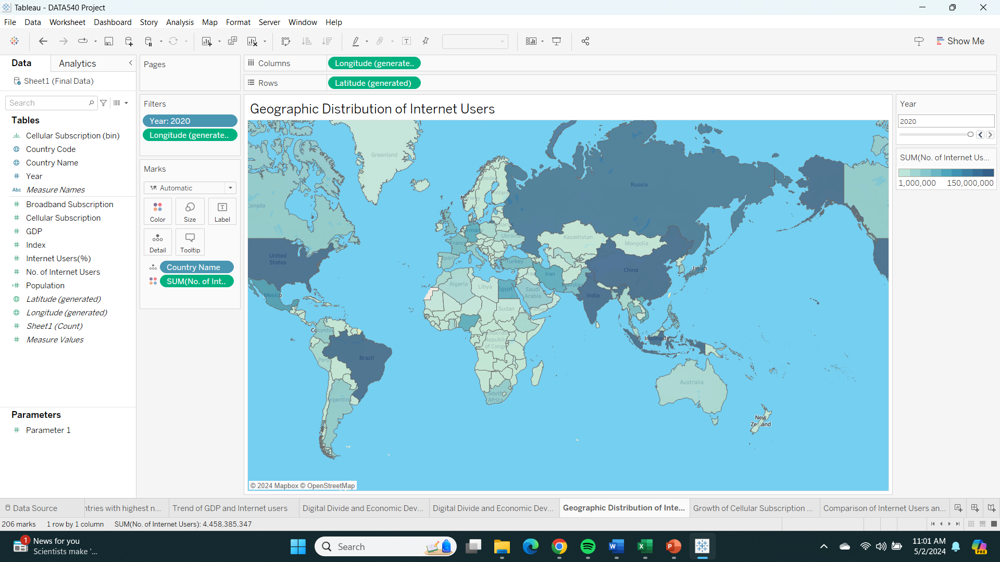 Tableau - DATA540 Project
File Data Worksheet Dashboard Story Analysis Map Format Server Window Help
Show Me
Data
Analytics
Sheet1 (Final Data)
Search
Tables
Cellular Subscription (bin)
Country Code
Country Name
Year
Abc Measure Names
Broadband Subscription
Cellular Subscription
GDP
Index
Internet Users(%)
No. of Internet Users
Population
Latitude (generated)
Longitude (generated)
Sheet1 (Count)
Measure Values
Parameters
Parameter 1
Pages
Filters
Year: 2020
Longitude (generate..
Marks
Automatic
Color
Size
Label
Detail
Tooltip
Country Name
SUM(No. of Int..
Columns
Longitude (generate..
Rows
Latitude (generated)
Geographic Distribution of Internet Users
Greenland
Russia
Canada
Sweden
Norway
Finland
Belarus
Germany
Ukraine
Kazakhstan
France
Mongolia
United
States
Spain
Turkey
Japan
China
Iraq
Iran
Algeria
Libya
Egypt
Pakistan
Saudi
Arabia
India
Mexico
Sudan
Yemen
Colombia
Democratic
Republic
of Congo
Indonesia
Brazil
Peru
Australia
South
Africa
Argentina
New
Zealand
© 2024 Mapbox © OpenStreetMap
Year
2020
SUM(No. of Internet Us...
1,000,000 150,000,000
Data Source
ntries with highest n...
Trend of GDP and Internet users
Digital Divide and Economic Dev...
Digital Divide and Economic Dev...
Geographic Distribution of Inte...
Growth of Cellular Subscription ...
Comparison of Internet Users an...
206 marks 1 row by 1 column SUM(No. of Internet Users): 4,458,385,347
1
News for you
Scientists make '...
Search
W
X
P
11:01 AM
5/2/2024
PRE